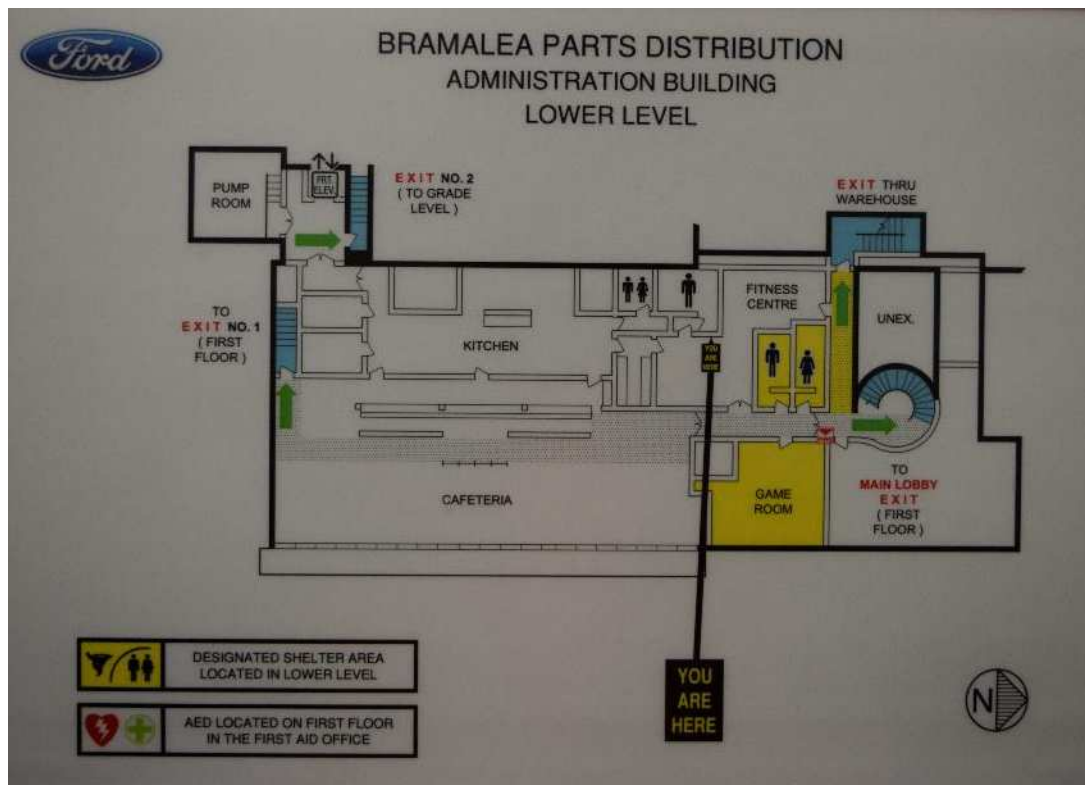 Ford
BRAMALEA PARTS DISTRIBUTION
ADMINISTRATION BUILDING
LOWER LEVEL
PUMP
ROOM
FRT.
ELEV.
EXIT NO. 2
( TO GRADE
LEVEL )
EXIT THRU
WAREHOUSE
TO
EXIT NO. 1
( FIRST
FLOOR )
KITCHEN
FITNESS
CENTRE
UNEX.
YOU
ARE
HERE
CAFETERIA
GAME
ROOM
TO
MAIN LOBBY
EXIT
( FIRST
FLOOR )
DESIGNATED SHELTER AREA
LOCATED IN LOWER LEVEL
AED LOCATED ON FIRST FLOOR
IN THE FIRST AID OFFICE
YOU
ARE
HERE
N